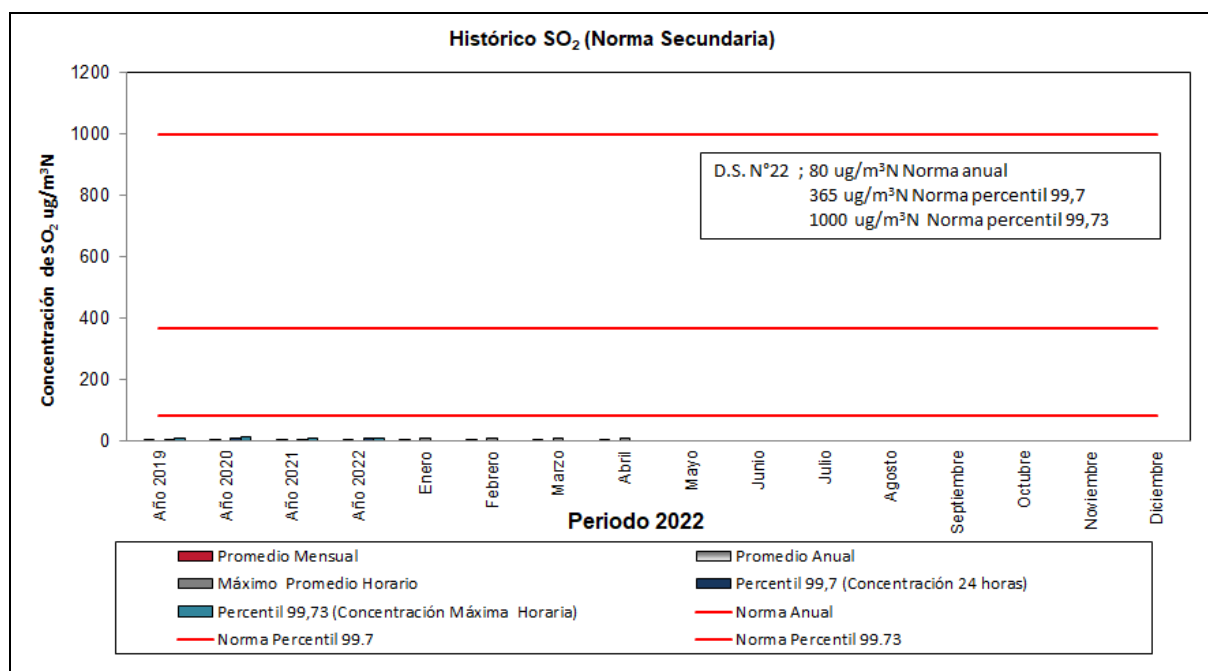 Histórico SO₂ (Norma Secundaria)
Concentración de SO₂ ug/m³N
1200
1000
800
600
400
200
0
D.S. N°22 ; 80 ug/m³N Norma anual
365 ug/m³N Norma percentil 99,7
1000 ug/m³N Norma percentil 99,73
Año 2019
Año 2020
Año 2021
Año 2022
Enero
Febrero
Marzo
Abril
Mayo
Junio
Julio
Agosto
Septiembre
Octubre
Noviembre
Diciembre
Periodo 2022
Promedio Mensual
Promedio Anual
Máximo Promedio Horario
Percentil 99,7 (Concentración 24 horas)
Percentil 99,73 (Concentración Máxima Horaria)
Norma Anual
Norma Percentil 99.7
Norma Percentil 99.73